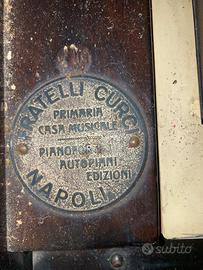 FRATELLI CURCI
PRIMARIA
CASA MUSICALE
PIANOFORTI
AUTOPIANI
EDIZIONI
NAPOLI
subito